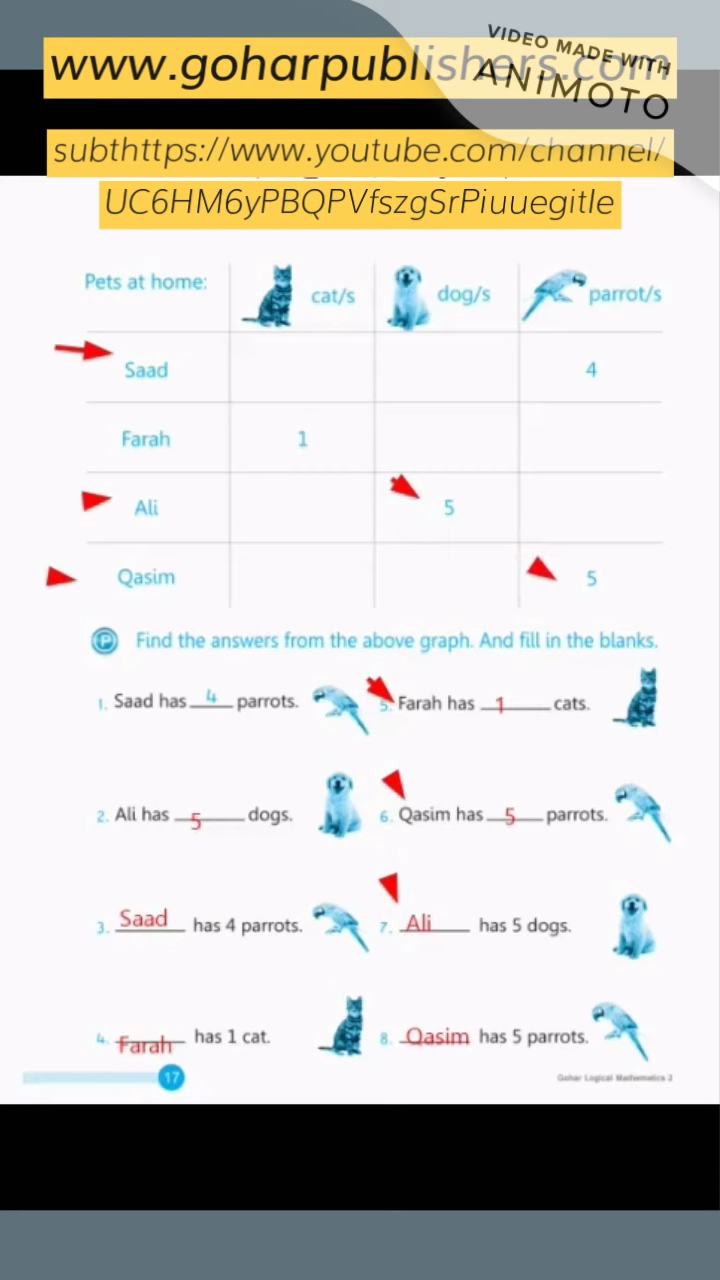 VIDEO MADE WITH
ANIMOTO
www.goharpublishers.com
subthttps://www.youtube.com/channel/
UC6HM6yPBQPVfszgSrPiuuegitle
Pets at home: cat/s dog/s parrot/s
Saad 4
Farah 1
Ali 5
Qasim 5
P Find the answers from the above graph. And fill in the blanks.
1. Saad has 4 parrots.
5. Farah has 1 cats.
2. Ali has 5 dogs.
6. Qasim has 5 parrots.
3. Saad has 4 parrots.
7. Ali has 5 dogs.
4. Farah has 1 cat.
8. Qasim has 5 parrots.
17
Gohar Logical Mathematics 2